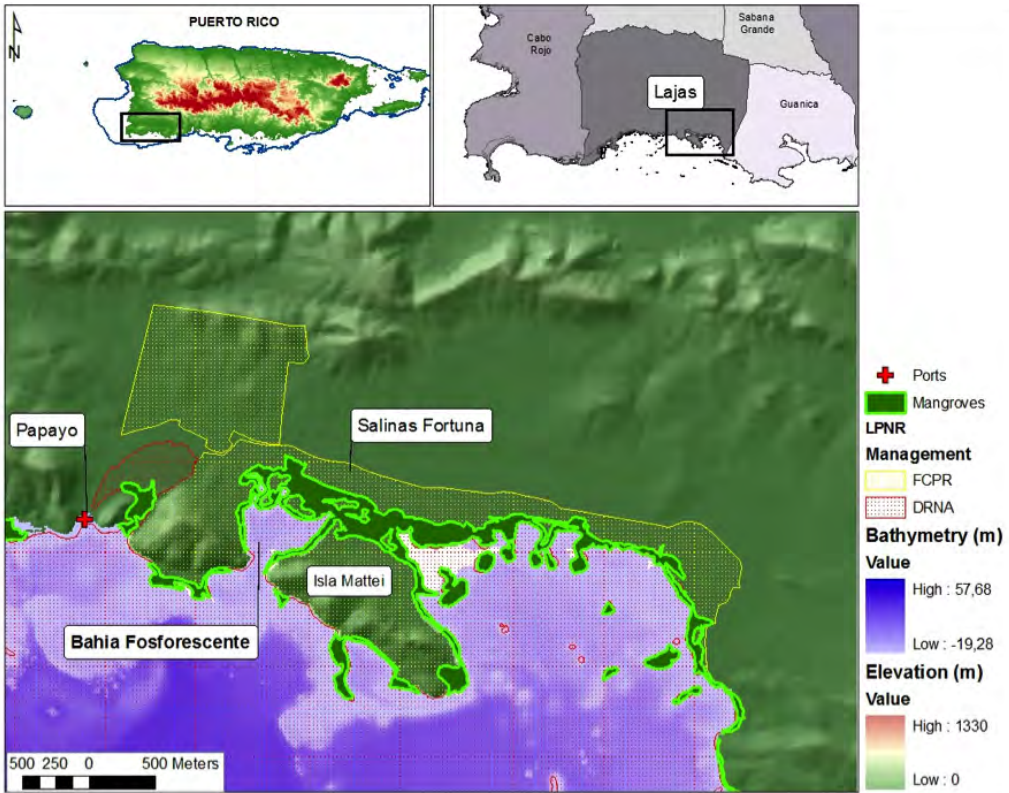 N
PUERTO RICO
Cabo
Rojo
Sabana
Grande
Lajas
Guanica
Papayo
Salinas Fortuna
Isla Mattei
Bahia Fosforescente
500 250 0 500 Meters
Ports
Mangroves
LPNR
Management
FCPR
DRNA
Bathymetry (m)
Value
High : 57,68
Low : -19,28
Elevation (m)
Value
High : 1330
Low : 0